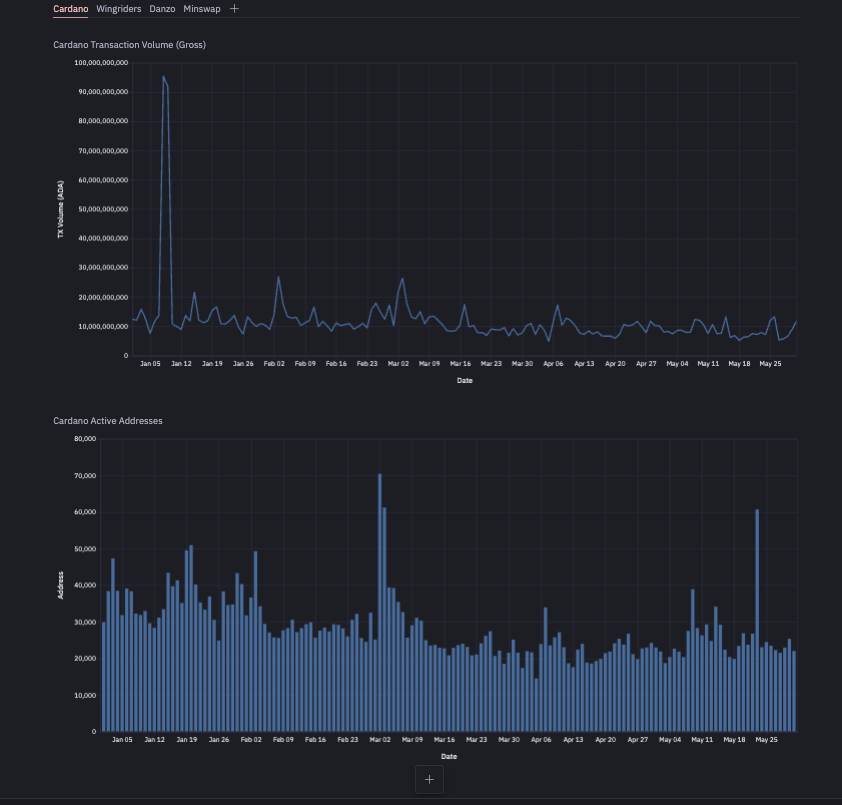 Cardano Wingriders Danzo Minswap +
Cardano Transaction Volume (Gross)
100,000,000,000
90,000,000,000
80,000,000,000
70,000,000,000
60,000,000,000
50,000,000,000
40,000,000,000
30,000,000,000
20,000,000,000
10,000,000,000
0
TX Volume (ADA)
Jan 05 Jan 12 Jan 19 Jan 26 Feb 02 Feb 09 Feb 16 Feb 23 Mar 02 Mar 09 Mar 16 Mar 23 Mar 30 Apr 06 Apr 13 Apr 20 Apr 27 May 04 May 11 May 18 May 25
Date
Cardano Active Addresses
80,000
70,000
60,000
50,000
40,000
30,000
20,000
10,000
0
Address
Jan 05 Jan 12 Jan 19 Jan 26 Feb 02 Feb 09 Feb 16 Feb 23 Mar 02 Mar 09 Mar 16 Mar 23 Mar 30 Apr 06 Apr 13 Apr 20 Apr 27 May 04 May 11 May 18 May 25
Date
+